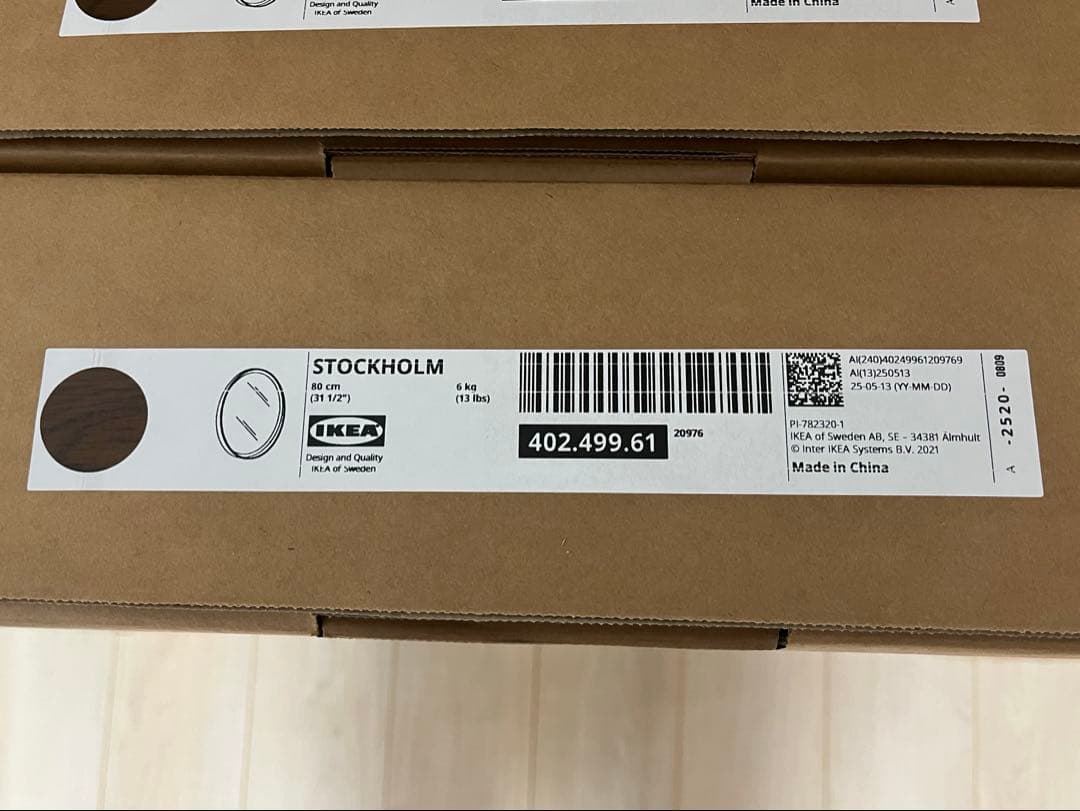 Design and Quality
IKEA of Sweden
Made in China
STOCKHOLM
80 cm
(31 1/2")
6 kg
(13 lbs)
IKEA
Design and Quality
IKEA of Sweden
402.499.61
20976
AI(240)40249961209769
AI(13)250513
25-05-13 (YY-MM-DD)
PI-782320-1
IKEA of Sweden AB, SE - 34381 Älmhult
© Inter IKEA Systems B.V. 2021
Made in China
A -2520- 0809